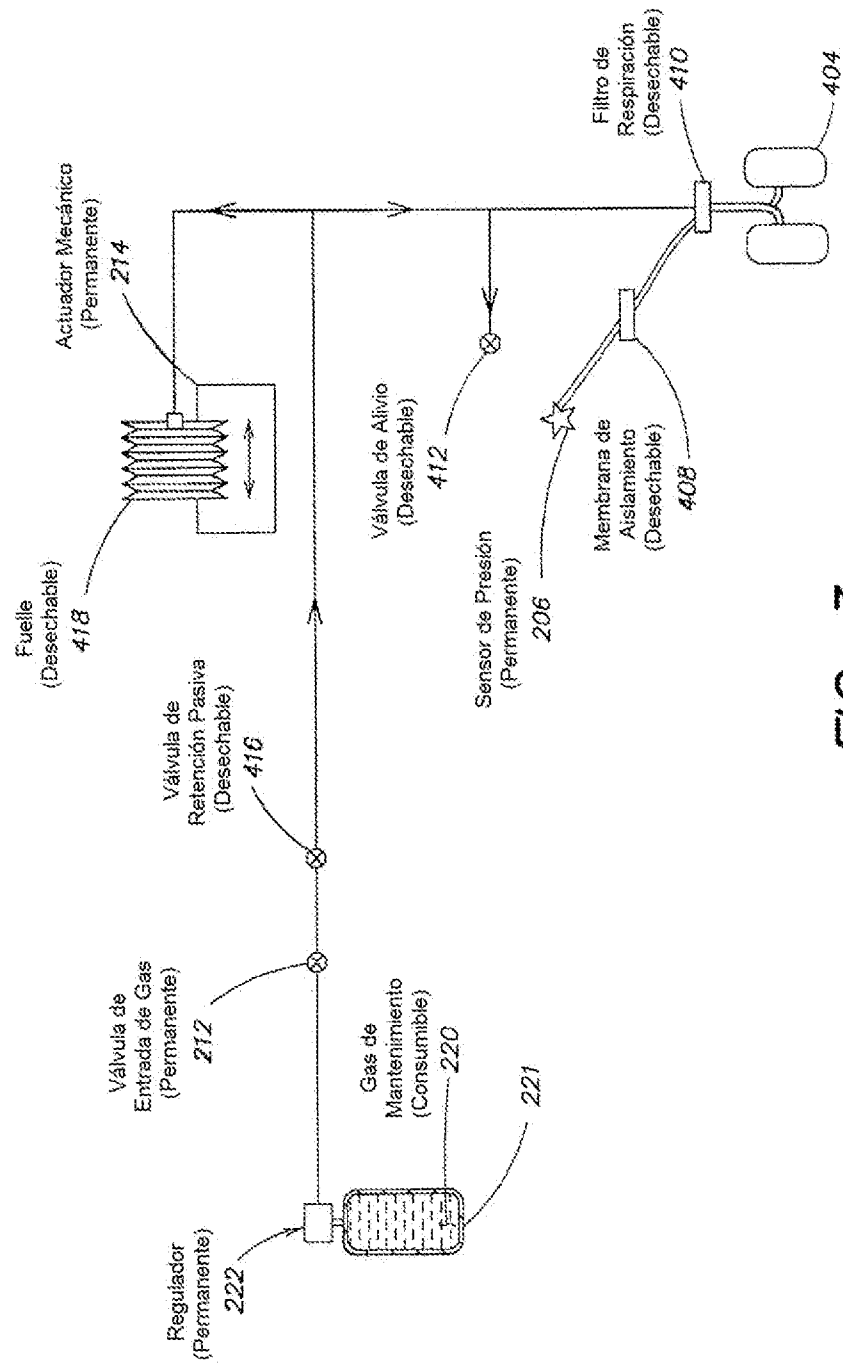 Regulador
(Permanente)
222
Válvula de
Entrada de Gas
(Permanente)
212
Gas de
Mantenimiento
(Consumible)
220
221
Válvula de
Retención Pasiva
(Desechable)
416
Fuelle
(Desechable)
418
Actuador Mecánico
(Permanente)
214
Válvula de Alivio
(Desechable)
412
Sensor de Presión
(Permanente)
206
Membrana de
Aislamiento
(Desechable)
408
Filtro de
Respiración
(Desechable)
410
404
FIG